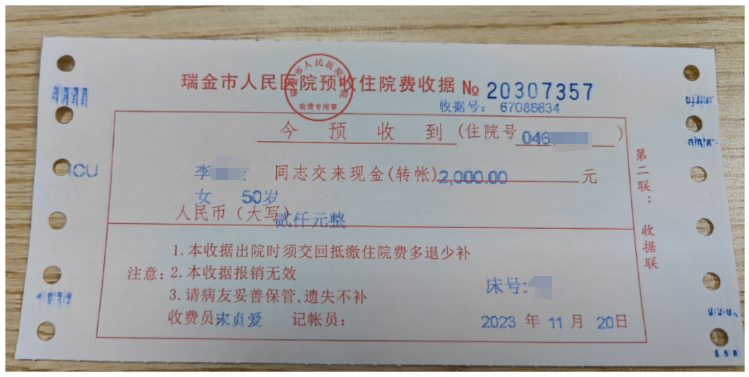 瑞金市人民医院预收住院费收据 № 20307357
收据号: 67086634
今 预 收 到 (住院号 046 )
ICU
李 同志交来现金(转帐)2,000.00 元
女 50岁
人民币(大写)贰仟元整
注意:
1.本收据出院时须交回抵缴住院费多退少补
2.本收据报销无效
3.请病友妥善保管,遗失不补
床号:
收费员宋贞爱 记帐员: 2023 年 11 月 20日
第二联: 收据联
收费专用章